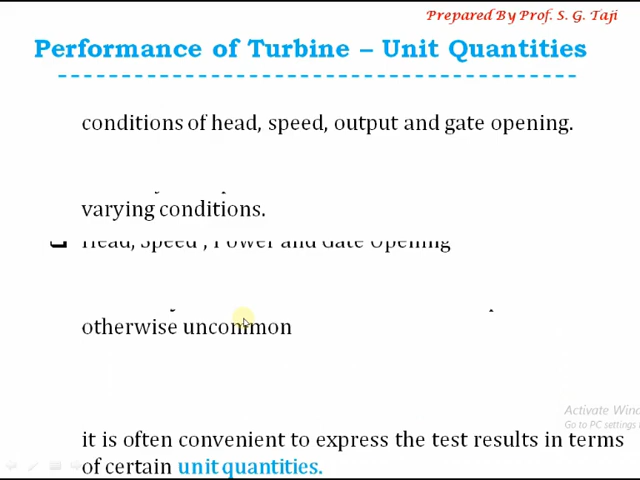 Prepared By Prof. S. G. Taji
Performance of Turbine – Unit Quantities
conditions of head, speed, output and gate opening.
varying conditions.
Head, Speed , Power and Gate Opening
otherwise uncommon
Activate Wind
Go to PC settings
it is often convenient to express the test results in terms
of certain unit quantities.